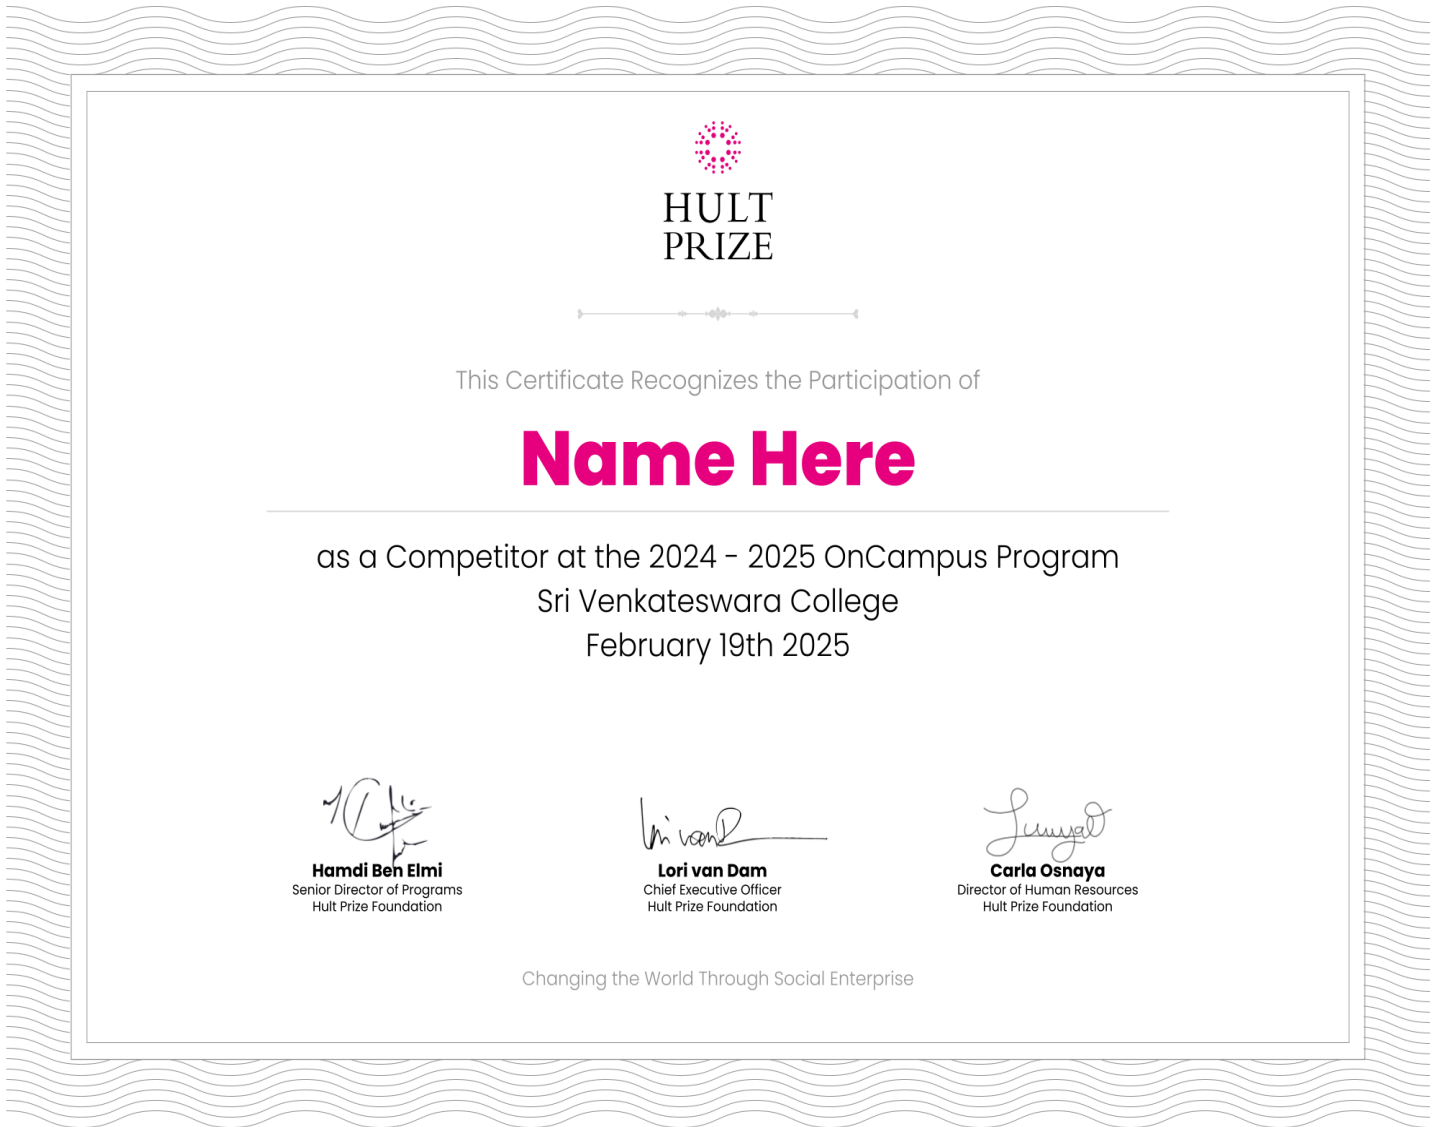 HULT
PRIZE
This Certificate Recognizes the Participation of
Name Here
as a Competitor at the 2024 - 2025 OnCampus Program
Sri Venkateswara College
February 19th 2025
Hamdi Ben Elmi
Senior Director of Programs
Hult Prize Foundation
Lori van Dam
Chief Executive Officer
Hult Prize Foundation
Carla Osnaya
Director of Human Resources
Hult Prize Foundation
Changing the World Through Social Enterprise